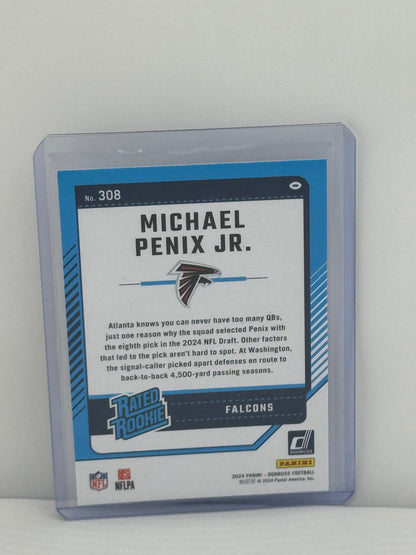 No. 308
MICHAEL
PENIX JR.
Atlanta knows you can never have too many QBs,
just one reason why the squad selected Penix with
the eighth pick in the 2024 NFL Draft. Other factors
that led to the pick aren't hard to spot. At Washington,
the signal-caller picked apart defenses en route to
back-to-back 4,500-yard passing seasons.
RATED
ROOKIE
FALCONS
DONRUSS
PANINI
NFL
NFLPA
2024 PANINI - DONRUSS FOOTBALL
© 2024 Panini America, Inc.